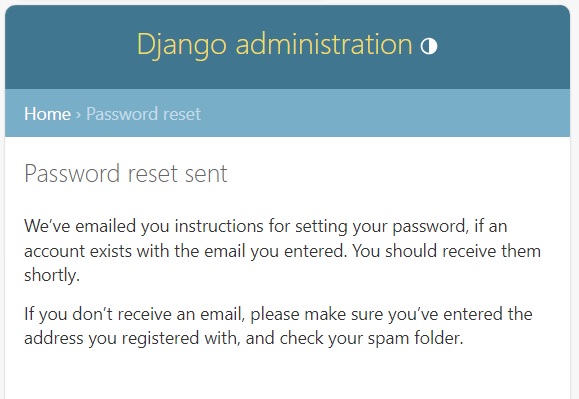 Django administration
Home › Password reset
Password reset sent
We’ve emailed you instructions for setting your password, if an
account exists with the email you entered. You should receive them
shortly.
If you don’t receive an email, please make sure you’ve entered the
address you registered with, and check your spam folder.